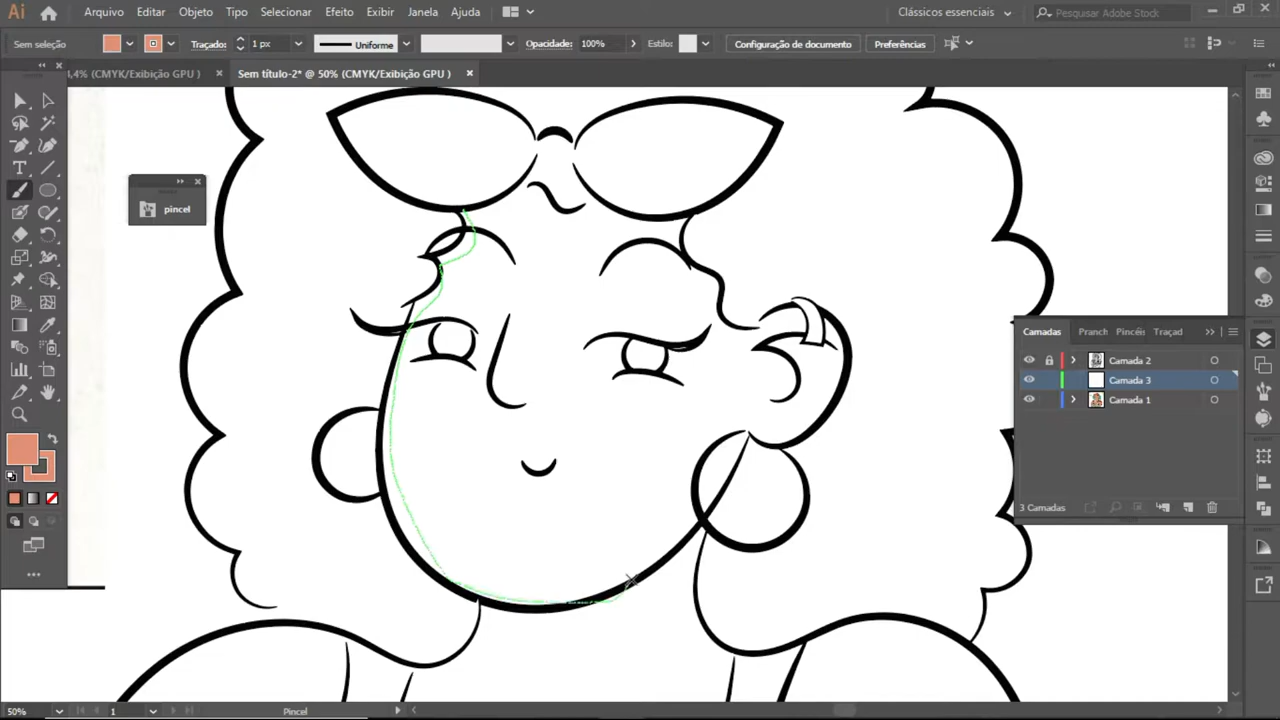 Ai Arquivo Editar Objeto Tipo Selecionar Efeito Exibir Janela Ajuda Clássicos essenciais Pesquisar Adobe Stock
Sem seleção Traçado: 1 px Uniforme Opacidade: 100% Estilo: Configuração de documento Preferências
,4% (CMYK/Exibição GPU ) Sem título-2* @ 50% (CMYK/Exibição GPU )
pincel
Camadas Pranch Pincéis Traçad
Camada 2
Camada 3
Camada 1
3 Camadas
50% 1 Pincel